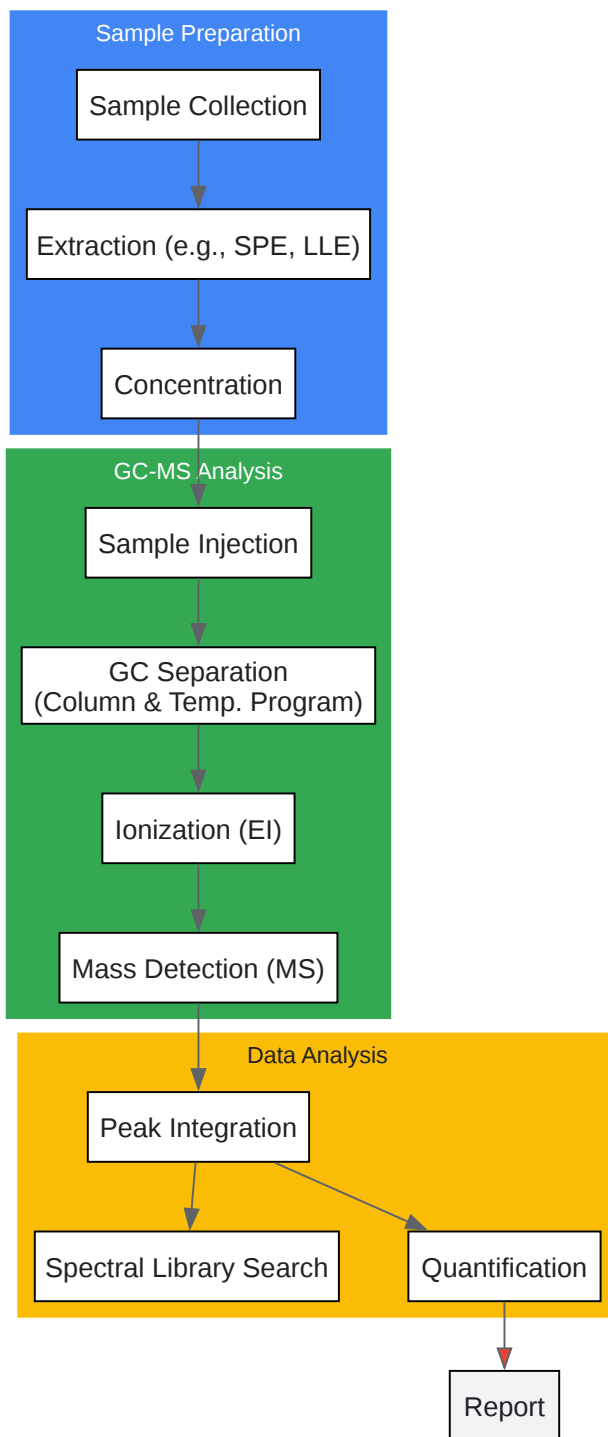 Sample Preparation
Sample Collection
Extraction (e.g., SPE, LLE)
Concentration
GC-MS Analysis
Sample Injection
GC Separation
(Column & Temp. Program)
Ionization (EI)
Mass Detection (MS)
Data Analysis
Peak Integration
Spectral Library Search
Quantification
Report